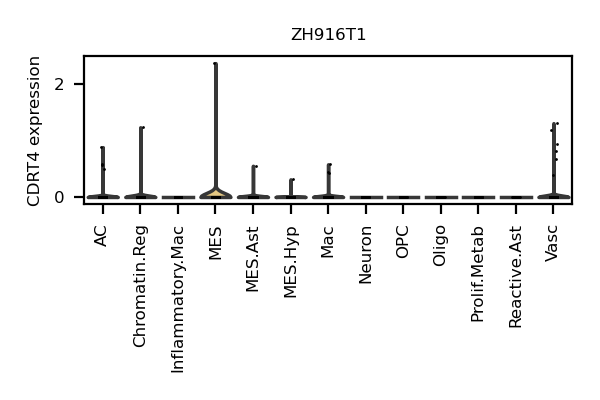 ZH916T1
CDRT4 expression
2
0
AC
Chromatin.Reg
Inflammatory.Mac
MES
MES.Ast
MES.Hyp
Mac
Neuron
OPC
Oligo
Prolif.Metab
Reactive.Ast
Vasc